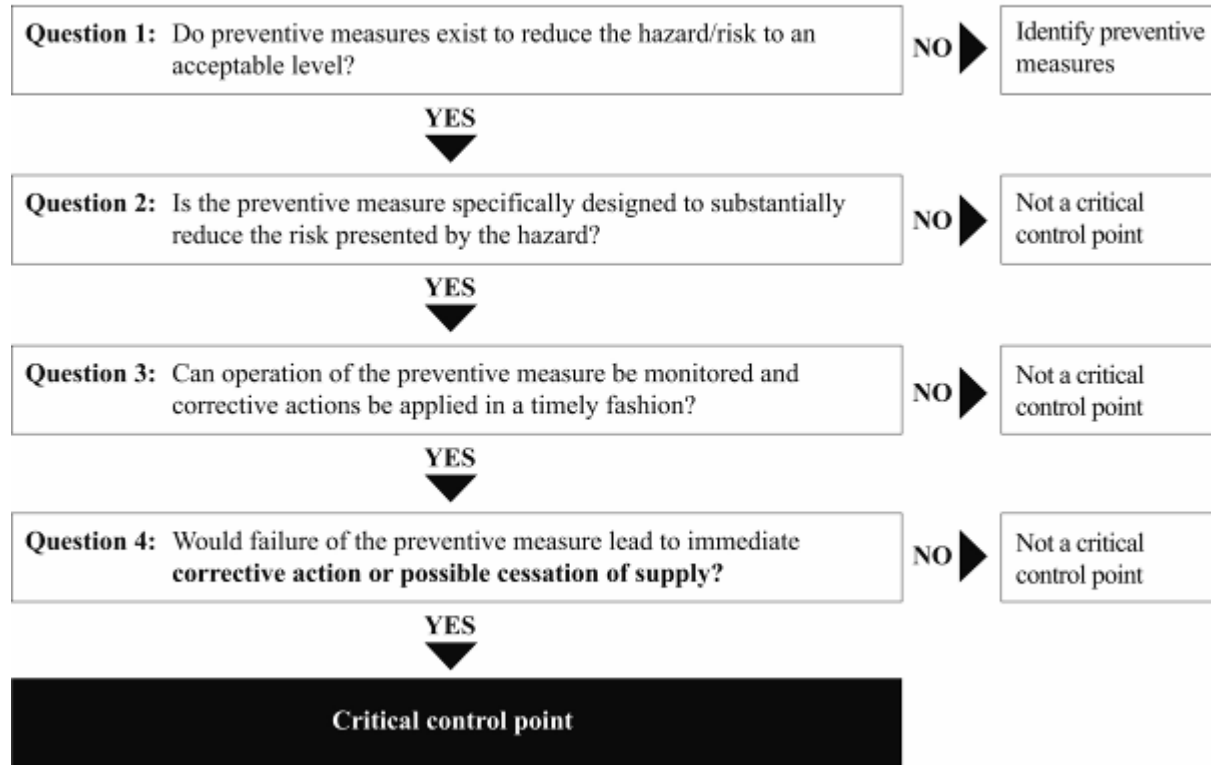 Question 1: Do preventive measures exist to reduce the hazard/risk to an
acceptable level?
NO
Identify preventive
measures
YES
Question 2: Is the preventive measure specifically designed to substantially
reduce the risk presented by the hazard?
NO
Not a critical
control point
YES
Question 3: Can operation of the preventive measure be monitored and
corrective actions be applied in a timely fashion?
NO
Not a critical
control point
YES
Question 4: Would failure of the preventive measure lead to immediate
corrective action or possible cessation of supply?
NO
Not a critical
control point
YES
Critical control point